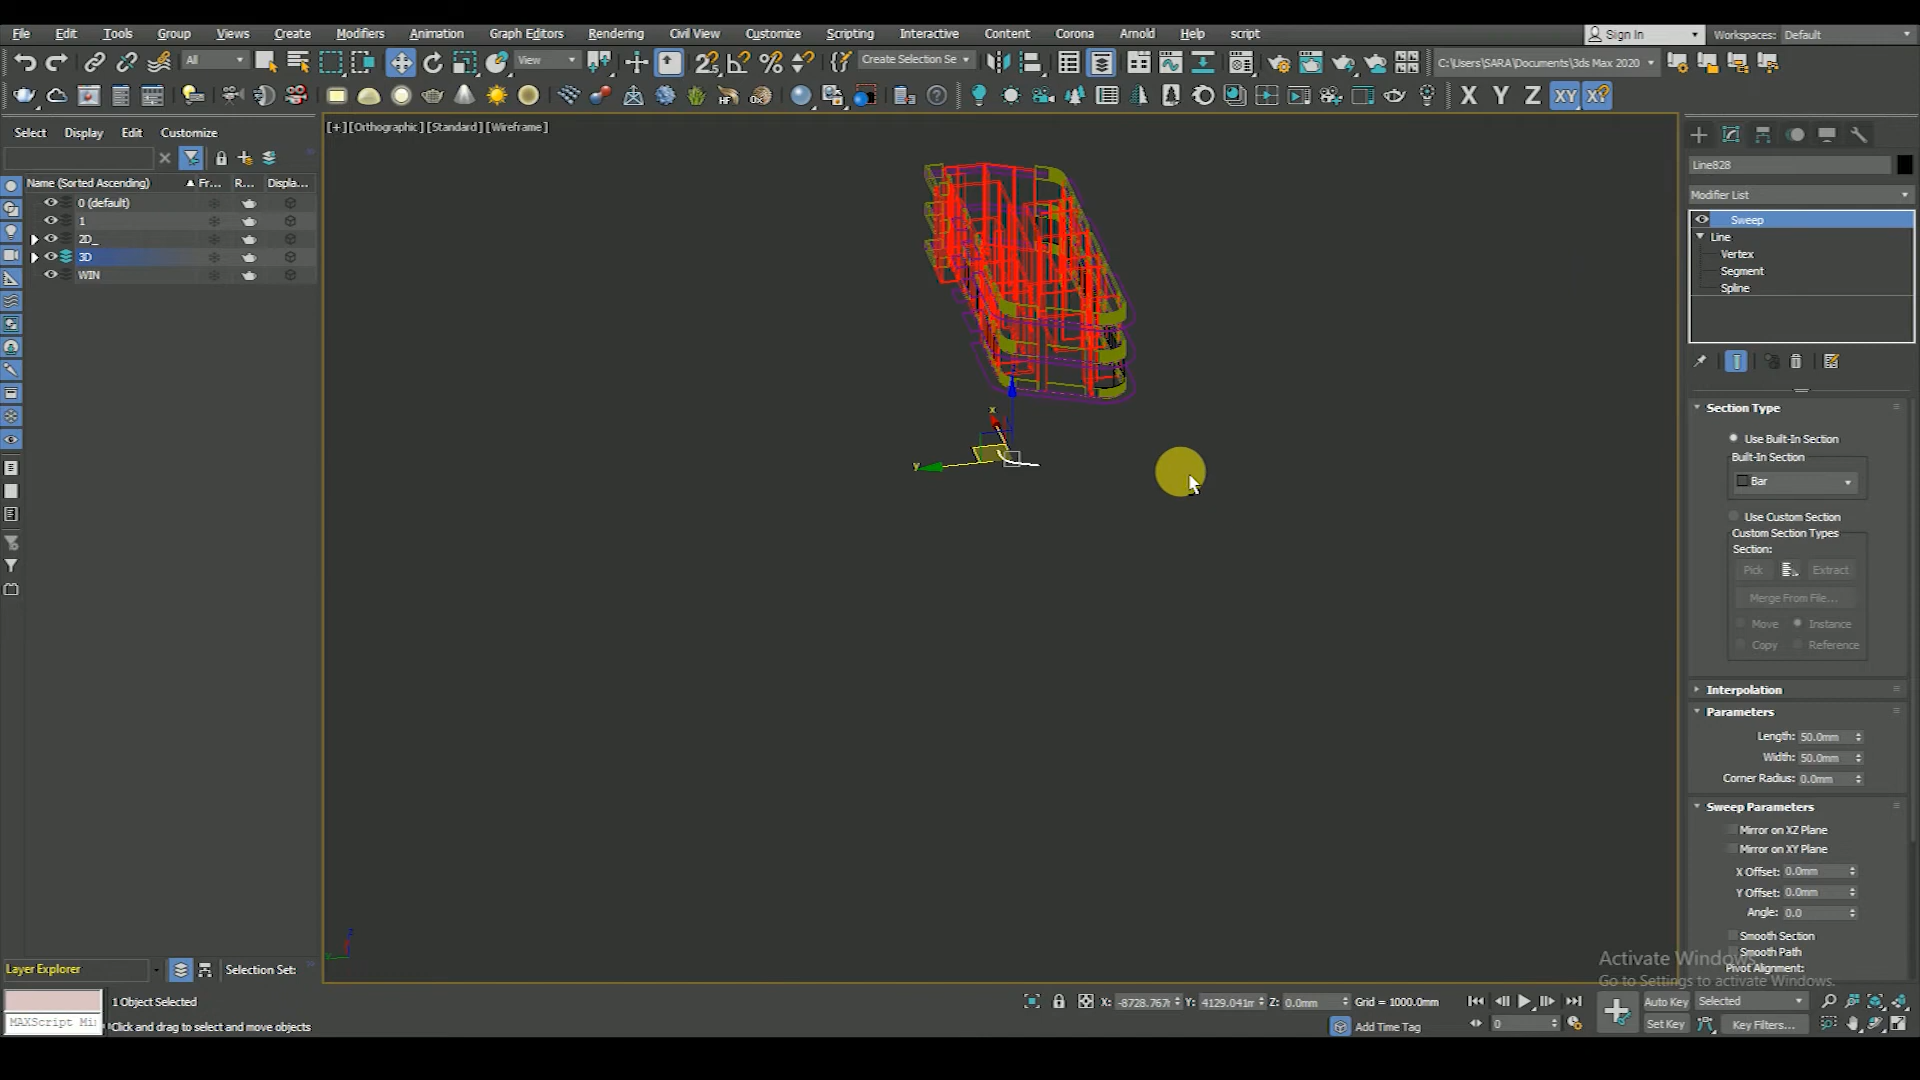 File Edit Tools Group Views Create Modifiers Animation Graph Editors Rendering Civil View Customize Scripting Interactive Content Corona Arnold Help script Sign In Workspaces: Default
All View Create Selection Se C:\Users\SARA\Documents\3ds Max 2020
X Y Z XY XY
Select Display Edit Customize
[+] [Orthographic] [Standard] [Wireframe]
Line828
Name (Sorted Ascending) Fr... R... Displa...
Modifier List
0 (default)
1
2D_
3D
WIN
Sweep
Line
Vertex
Segment
Spline
Section Type
Use Built-In Section
Built-In Section
Bar
Use Custom Section
Custom Section Types
Section:
Pick Extract
Merge From File...
Move Instance
Copy Reference
Interpolation
Parameters
Length: 50.0mm
Width: 50.0mm
Corner Radius: 0.0mm
Sweep Parameters
Mirror on XZ Plane
Mirror on XY Plane
X Offset: 0.0mm
Y Offset: 0.0mm
Angle: 0.0
Smooth Section
Smooth Path
Pivot Alignment:
x
y
z
Activate Windows
Go to Settings to activate Windows.
Layer Explorer Selection Set:
1 Object Selected X: -8728.767r Y: 4129.041m Z: 0.0mm Grid = 1000.0mm Auto Key Selected
MAXScript Mi Click and drag to select and move objects Add Time Tag 0 Set Key Key Filters...